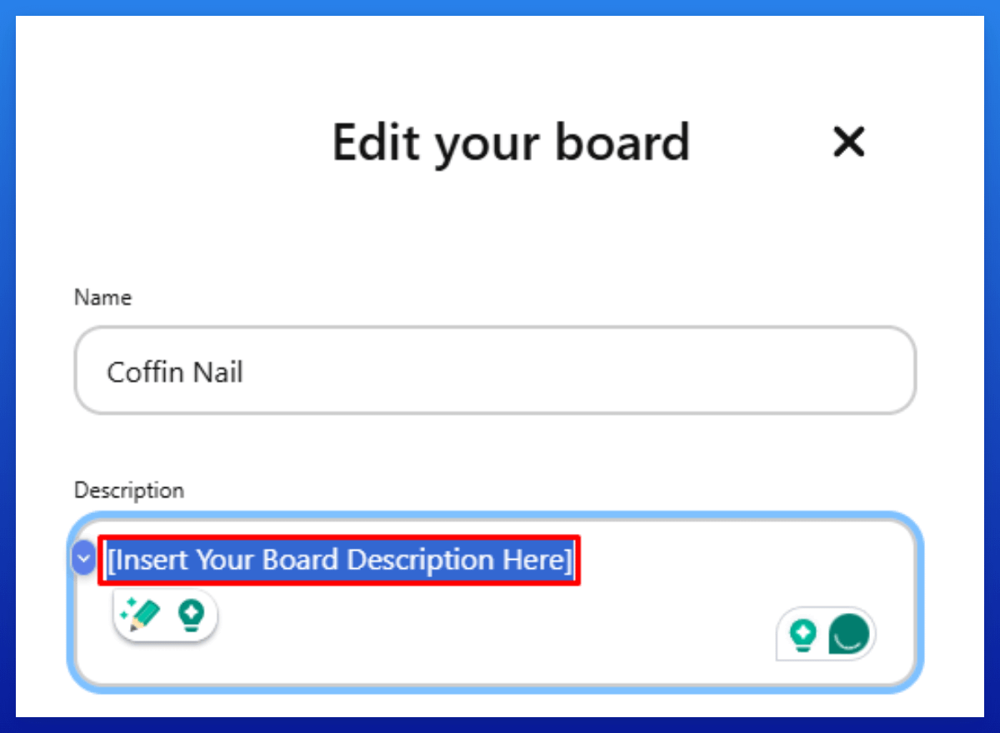 Edit your board
Name
Coffin Nail
Description
[Insert Your Board Description Here]